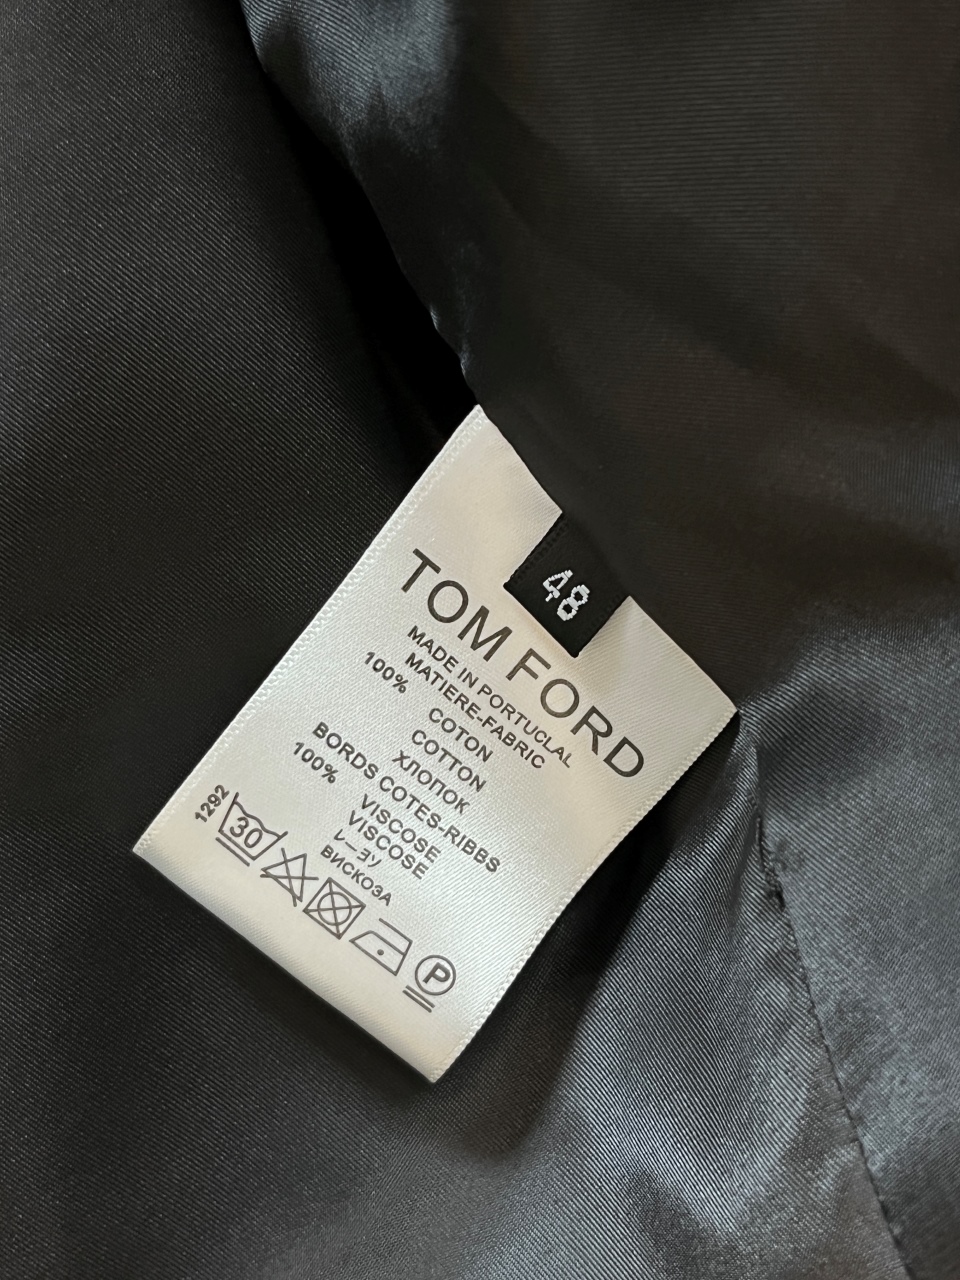 48
TOM FORD
MADE IN PORTUCLAL
MATIERE-FABRIC
100%
COTON
COTTON
ХЛОПОК
BORDS COTES-RIBBS
100%
VISCOSE
VISCOSE
レーヨソ
ВИСКОЗА
1292
30
P